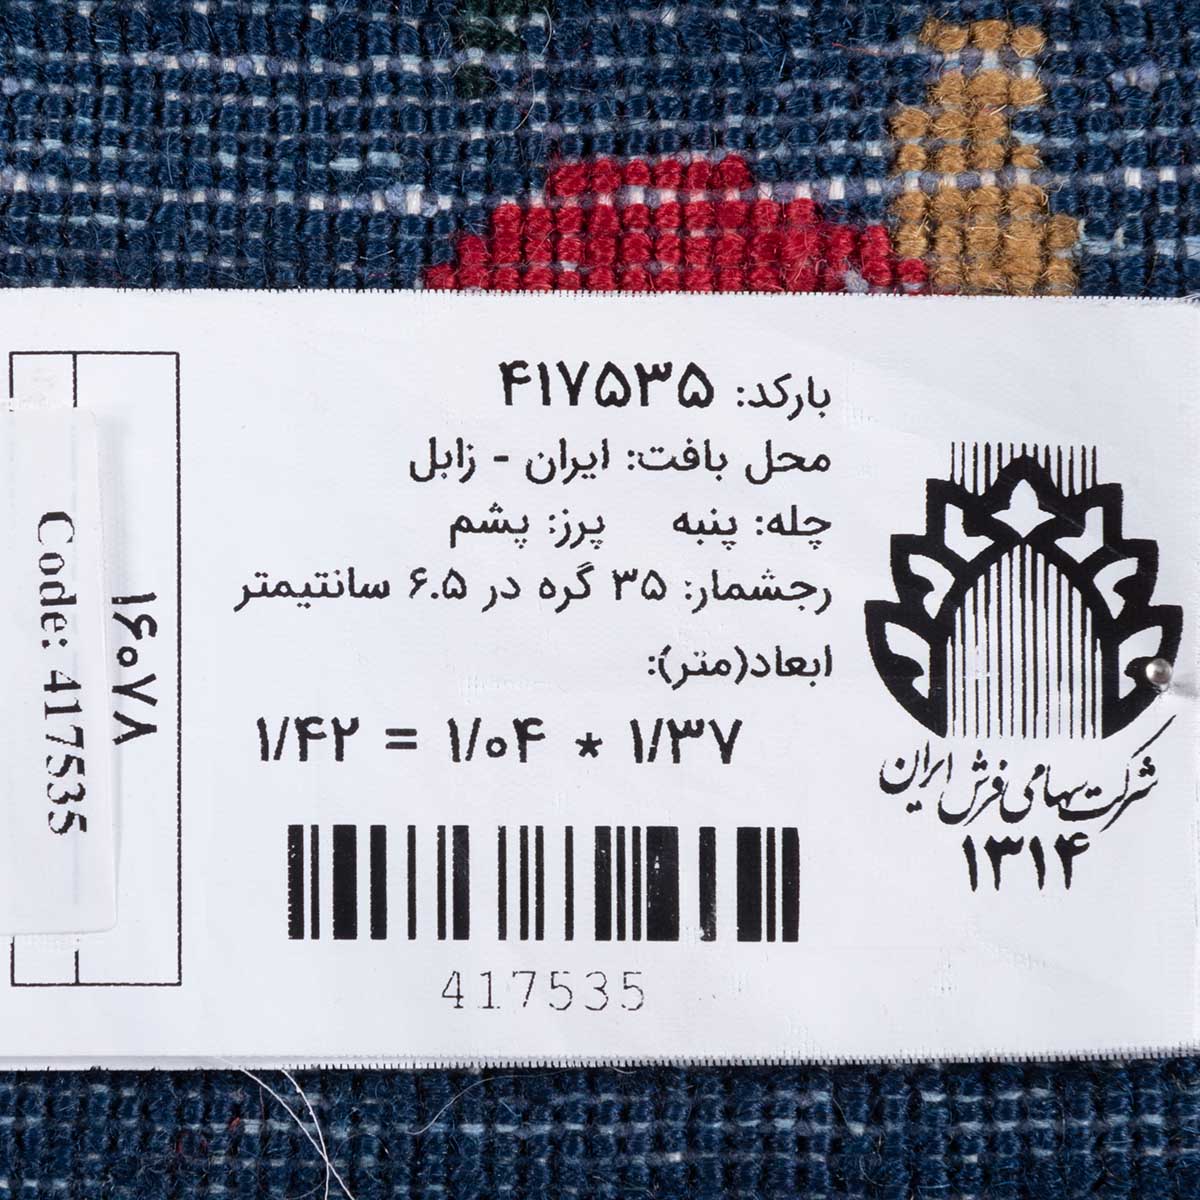 بارکد: ۴۱۷۵۳۵
محل بافت: ایران - زابل
چله: پنبه پرز: پشم
رجشمار: ۳۵ گره در ۶.۵ سانتیمتر
ابعاد(متر):
۱/۴۲ = ۱/۰۴ * ۱/۳۷
417535
شرکت سهامی فرش ایران
۱۳۱۴
۱۶۰۷۸
Code: 417535